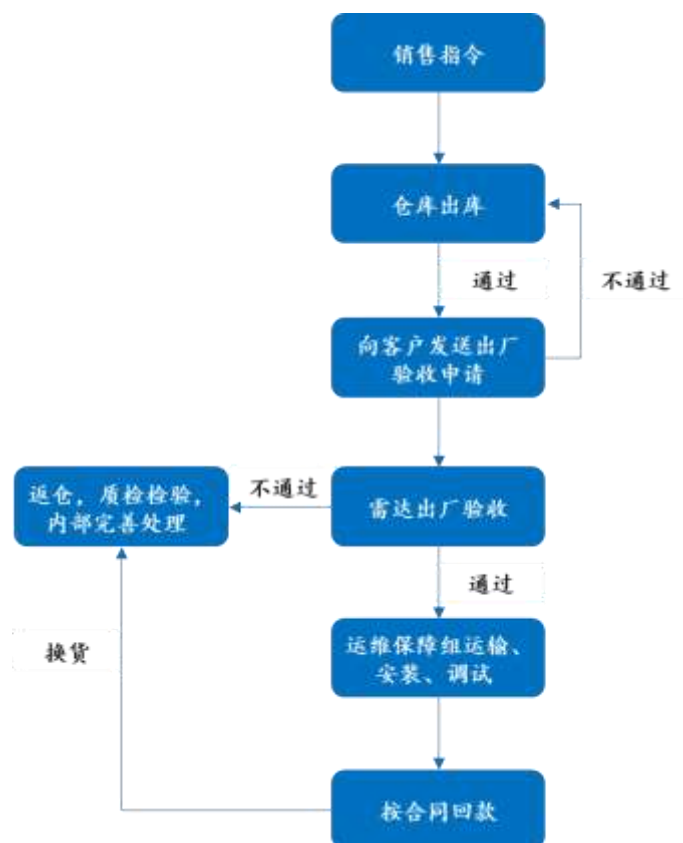 销售指令
仓库出库
通过
不通过
向客户发送出厂
验收申请
返仓，质检检验，
内部完善处理
不通过
雷达出厂验收
通过
换货
运维保障组运输、
安装、调试
按合同回款